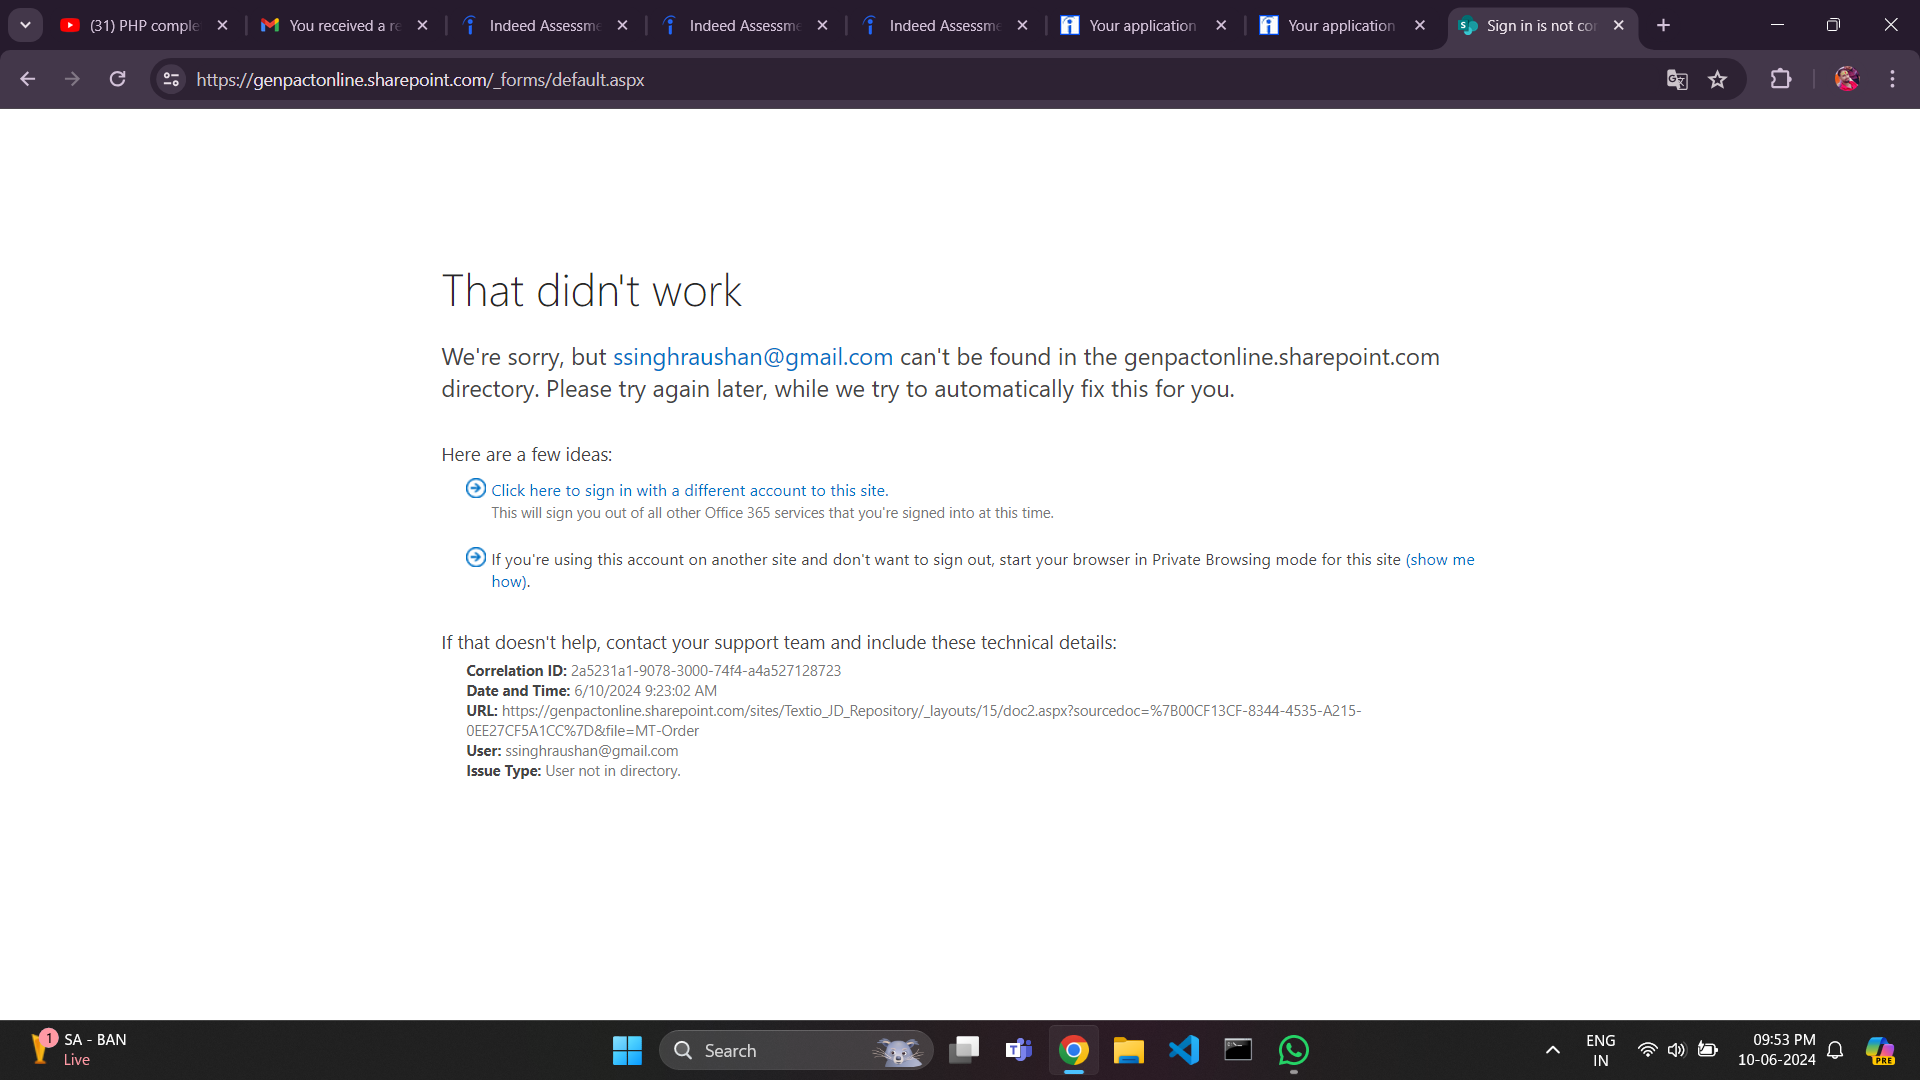 (31) PHP comple
You received a re
Indeed Assessme
Indeed Assessme
Indeed Assessme
Your application
Your application
Sign in is not cor
https://genpactonline.sharepoint.com/_forms/default.aspx
That didn't work
We're sorry, but ssinghraushan@gmail.com can't be found in the genpactonline.sharepoint.com
directory. Please try again later, while we try to automatically fix this for you.
Here are a few ideas:
Click here to sign in with a different account to this site.
This will sign you out of all other Office 365 services that you're signed into at this time.
If you're using this account on another site and don't want to sign out, start your browser in Private Browsing mode for this site (show me
how).
If that doesn't help, contact your support team and include these technical details:
Correlation ID: 2a5231a1-9078-3000-74f4-a4a527128723
Date and Time: 6/10/2024 9:23:02 AM
URL: https://genpactonline.sharepoint.com/sites/Textio_JD_Repository/_layouts/15/doc2.aspx?sourcedoc=%7B00CF13CF-8344-4535-A215-
0EE27CF5A1CC%7D&file=MT-Order
User: ssinghraushan@gmail.com
Issue Type: User not in directory.
1
SA - BAN
Live
Search
ENG
IN
09:53 PM
10-06-2024
PRE